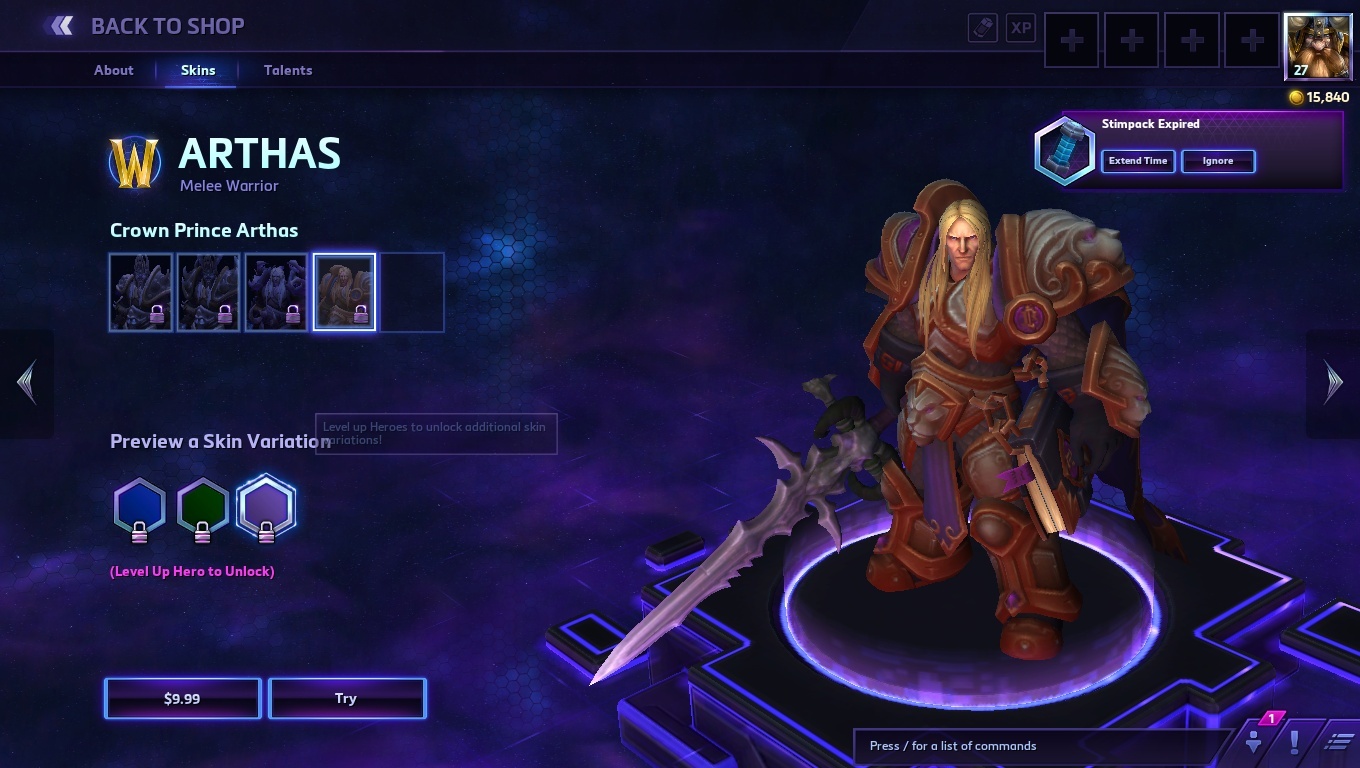 BACK TO SHOP
XP
27
About
Skins
Talents
15,840
Stimpack Expired
Extend Time
Ignore
W
ARTHAS
Melee Warrior
Crown Prince Arthas
Level up Heroes to unlock additional skin
variations!
Preview a Skin Variation
(Level Up Hero to Unlock)
$9.99
Try
Press / for a list of commands
1